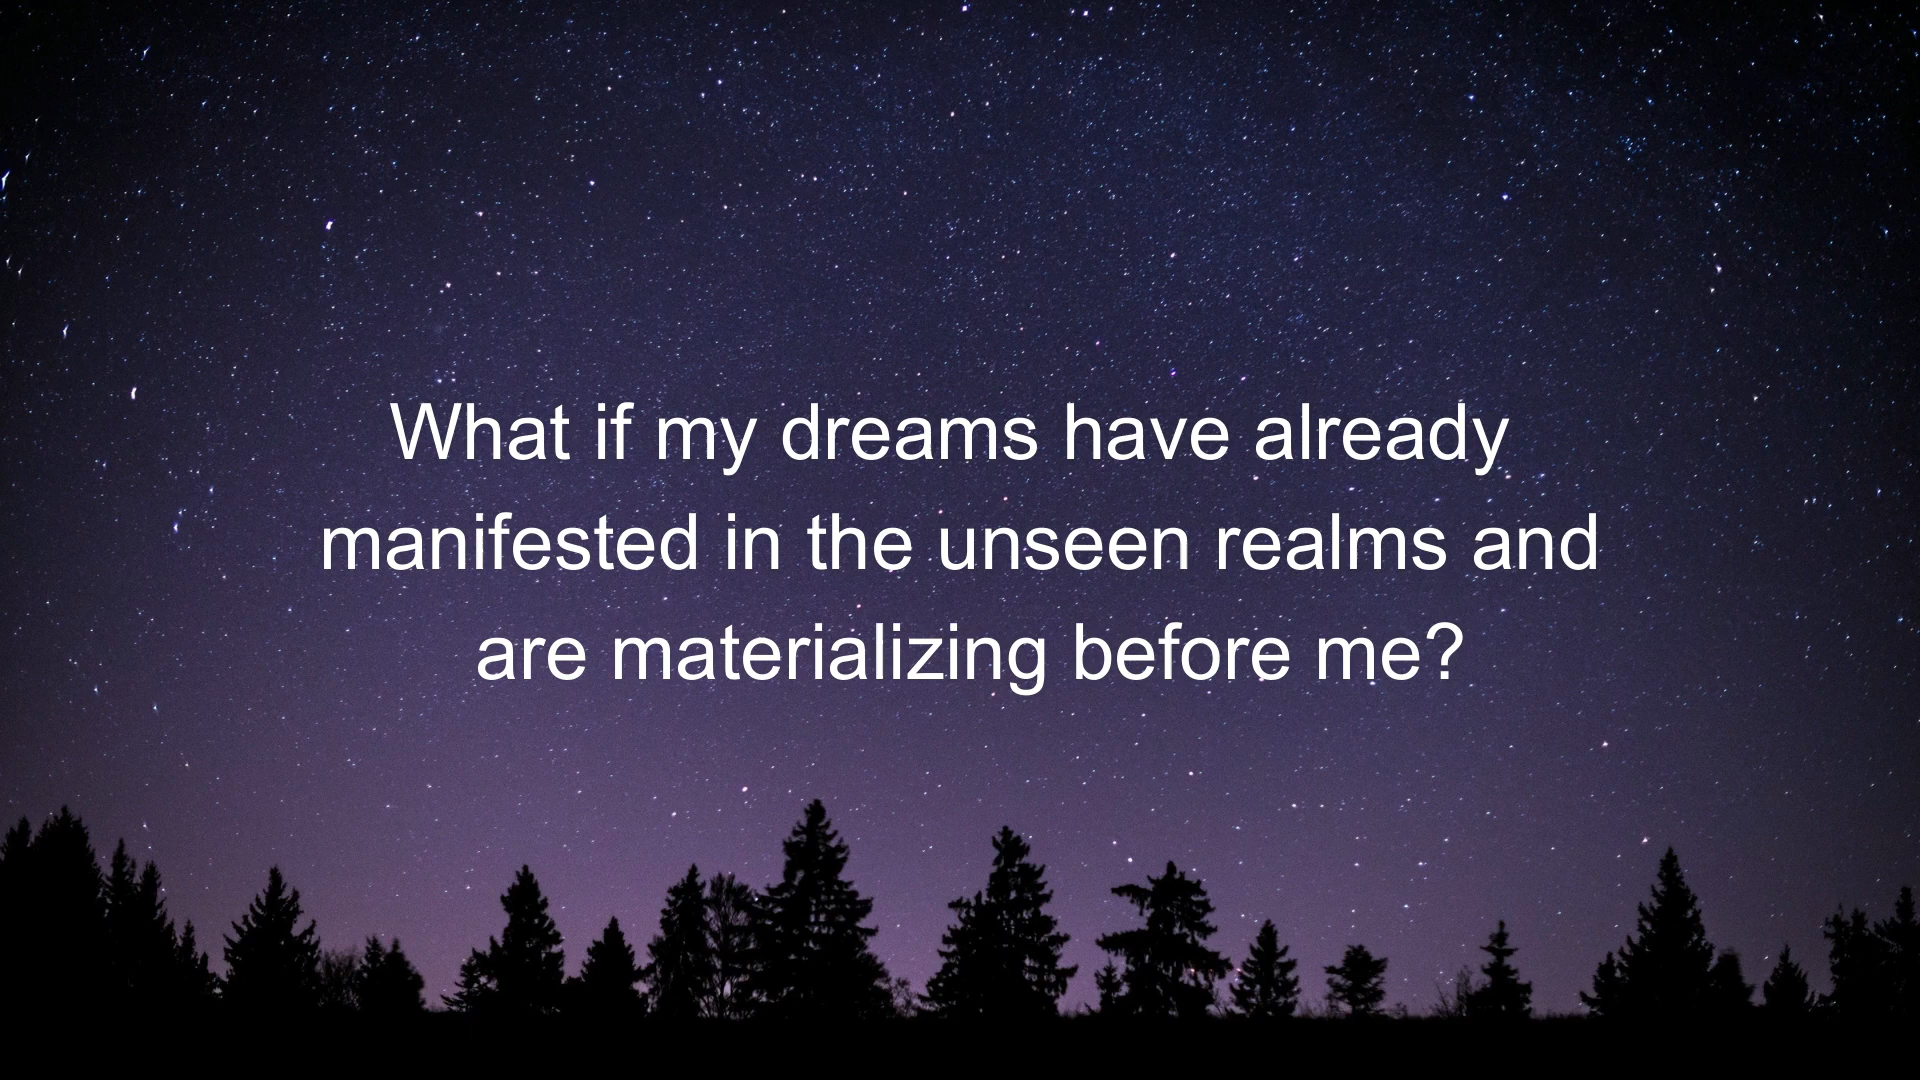 What if my dreams have already
manifested in the unseen realms and
are materializing before me?